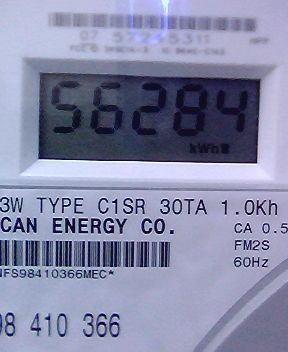 56284
kWh
3W TYPE C1SR 30TA 1.0Kh
CAN ENERGY CO.
CA 0.5
FM2S
60Hz
NFS98410366MEC*
98 410 366